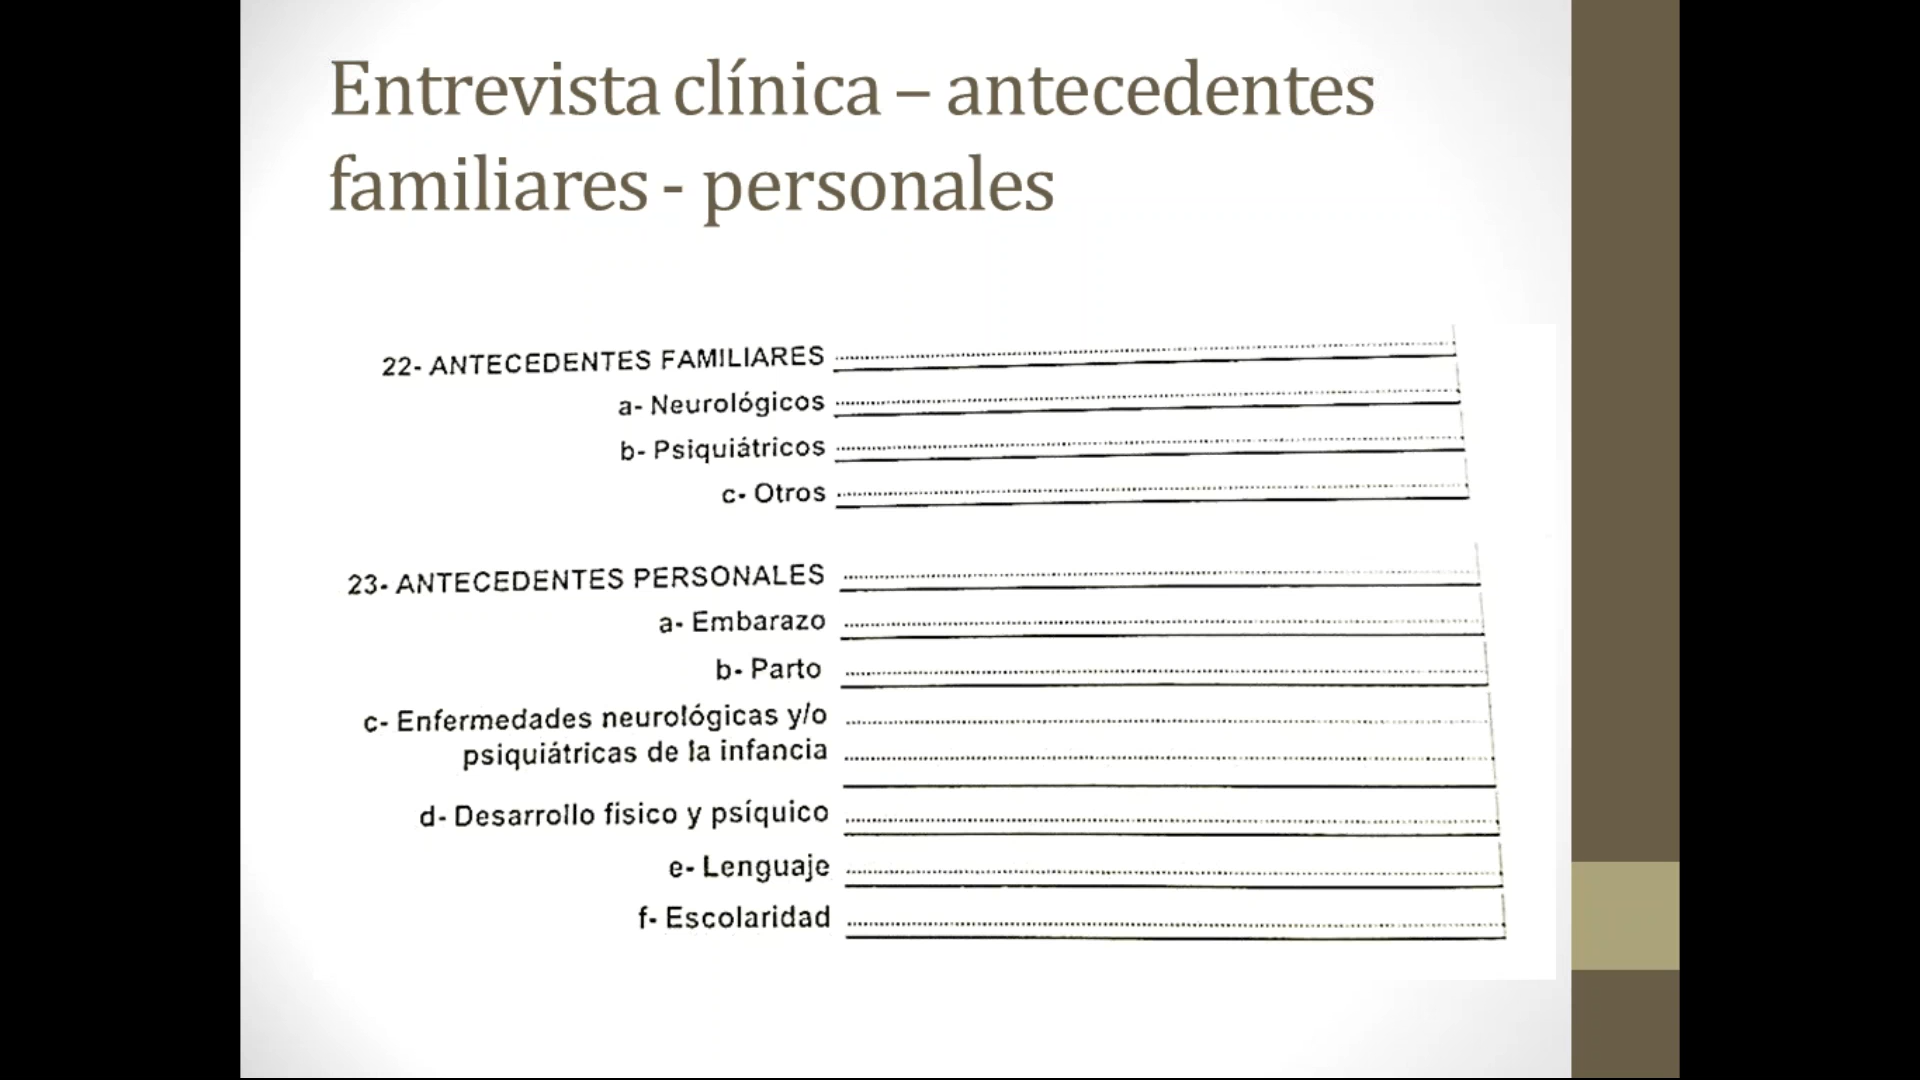 Entrevista clínica – antecedentes
familiares - personales
22- ANTECEDENTES FAMILIARES
a- Neurológicos
b- Psiquiátricos
c- Otros
23- ANTECEDENTES PERSONALES
a- Embarazo
b- Parto
c- Enfermedades neurológicas y/o
psiquiátricas de la infancia
d- Desarrollo físico y psíquico
e- Lenguaje
f- Escolaridad